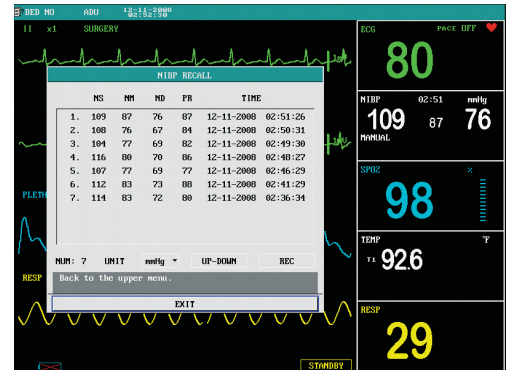 BED NO ADU 12-11-2008
02:52:30
II x1 SURGERY
ECG PACE OFF
80
NIBP RECALL
NS NM ND PR TIME
1. 109 87 76 87 12-11-2008 02:51:26
2. 108 76 67 84 12-11-2008 02:50:31
3. 104 77 69 82 12-11-2008 02:49:30
4. 116 80 70 86 12-11-2008 02:48:27
5. 107 77 69 77 12-11-2008 02:46:29
6. 112 83 73 88 12-11-2008 02:41:29
7. 114 83 72 80 12-11-2008 02:36:34
NIBP 02:51 mmHg
109 87 76
MANUAL
SPO2 %
98
PLETH
NUM: 7 UNIT mmHg UP-DOWN REC
Back to the upper menu.
EXIT
TEMP °F
T1 92.6
RESP
RESP
29
STANDBY